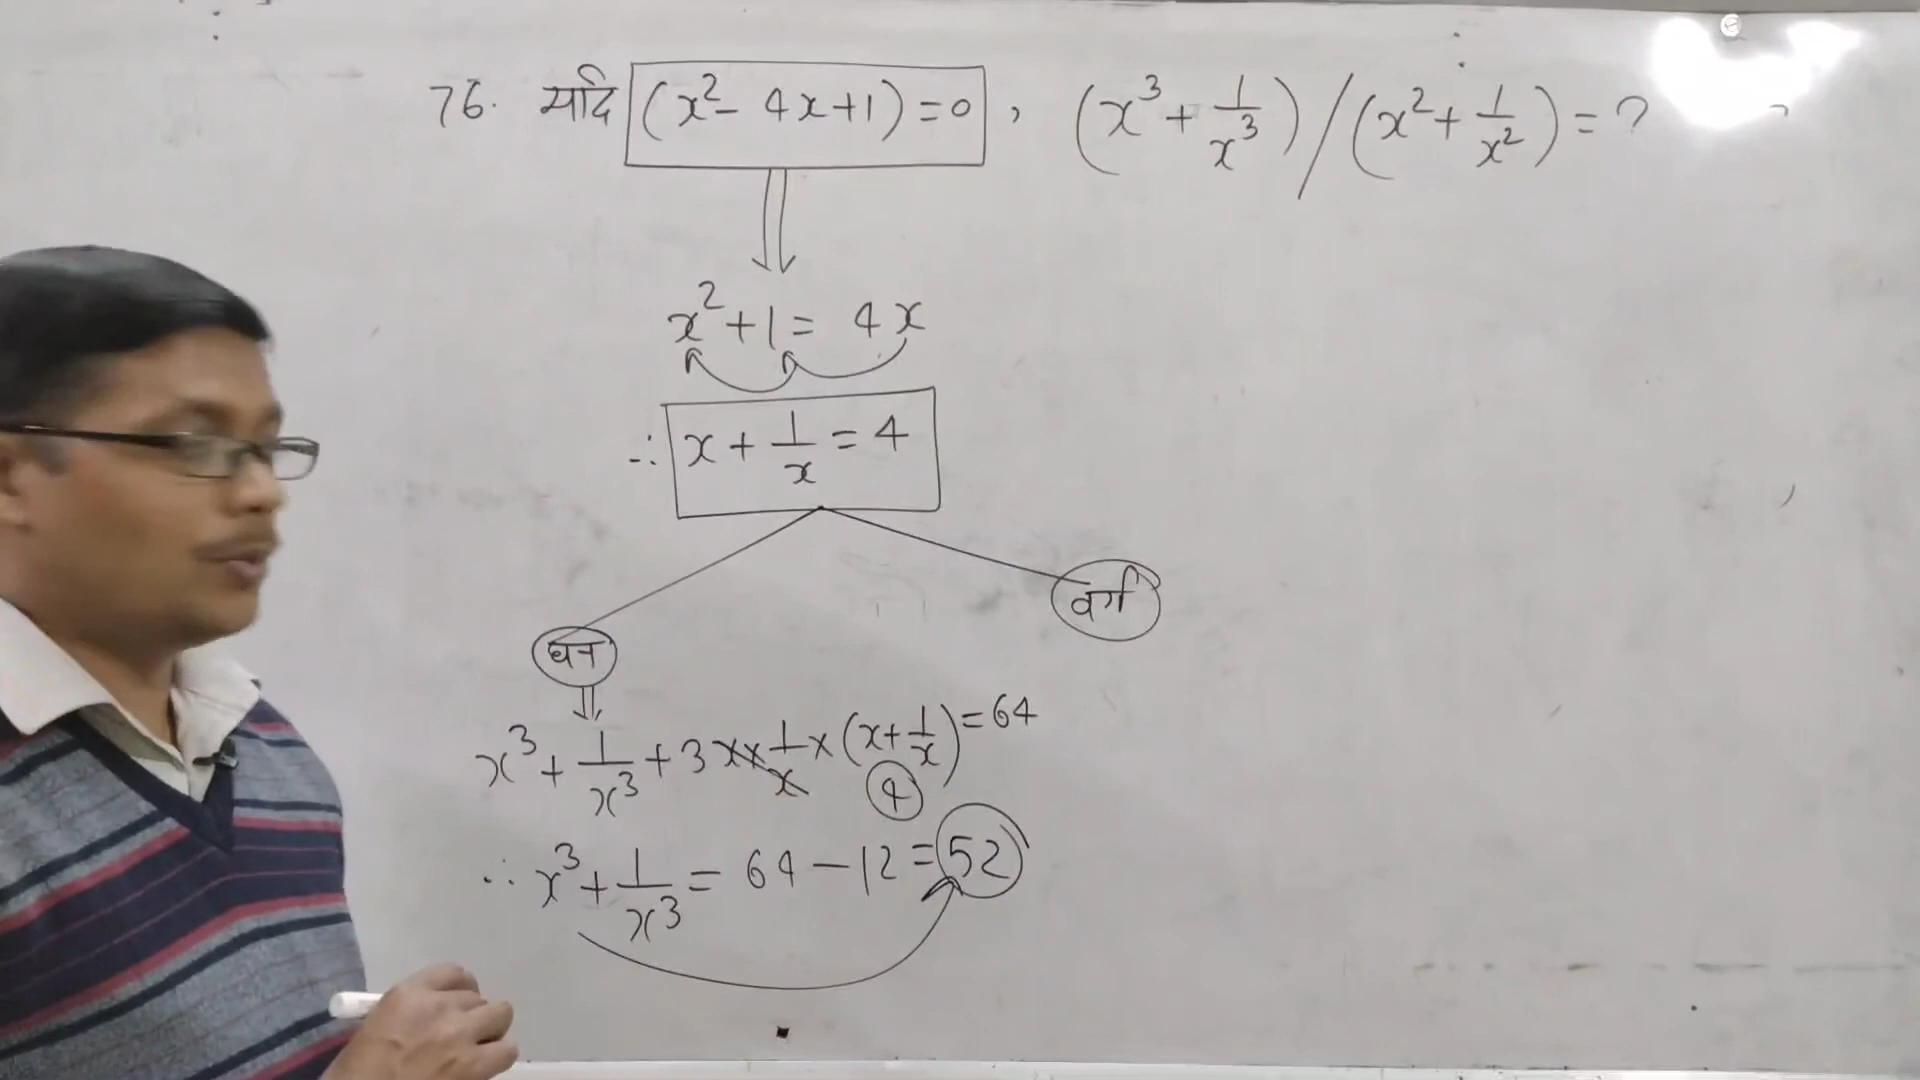 76. यदि (x² - 4x+1) = 0 , (x³ + 1/x³) / (x² + 1/x²) = ?
x² + 1 = 4x
∴ x + 1/x = 4
वर्ग
घन
x³ + 1/x³ + 3 x × 1/x × (x + 1/x) = 64
4
∴ x³ + 1/x³ = 64 - 12 = 52